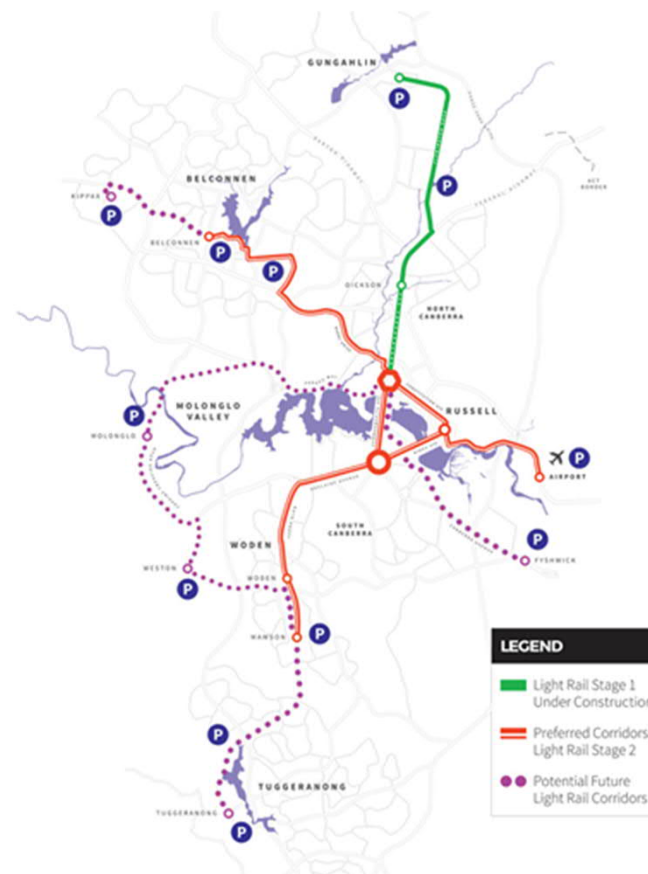 GUNGAHLIN
P
P
ACT
BORDER
BELCONNEN
KIPPAX
P
BELCONNEN
P
P
DICKSON
NORTH
CANBERRA
MOLONGLO
VALLEY
P
MOLONGLO
RUSSELL
P
AIRPORT
SOUTH
CANBERRA
P
FYSHWICK
WODEN
WESTON
P
WODEN
MAWSON
P
P
TUGGERANONG
TUGGERANONG
P
LEGEND
Light Rail Stage 1
Under Construction
Preferred Corridors
Light Rail Stage 2
Potential Future
Light Rail Corridors